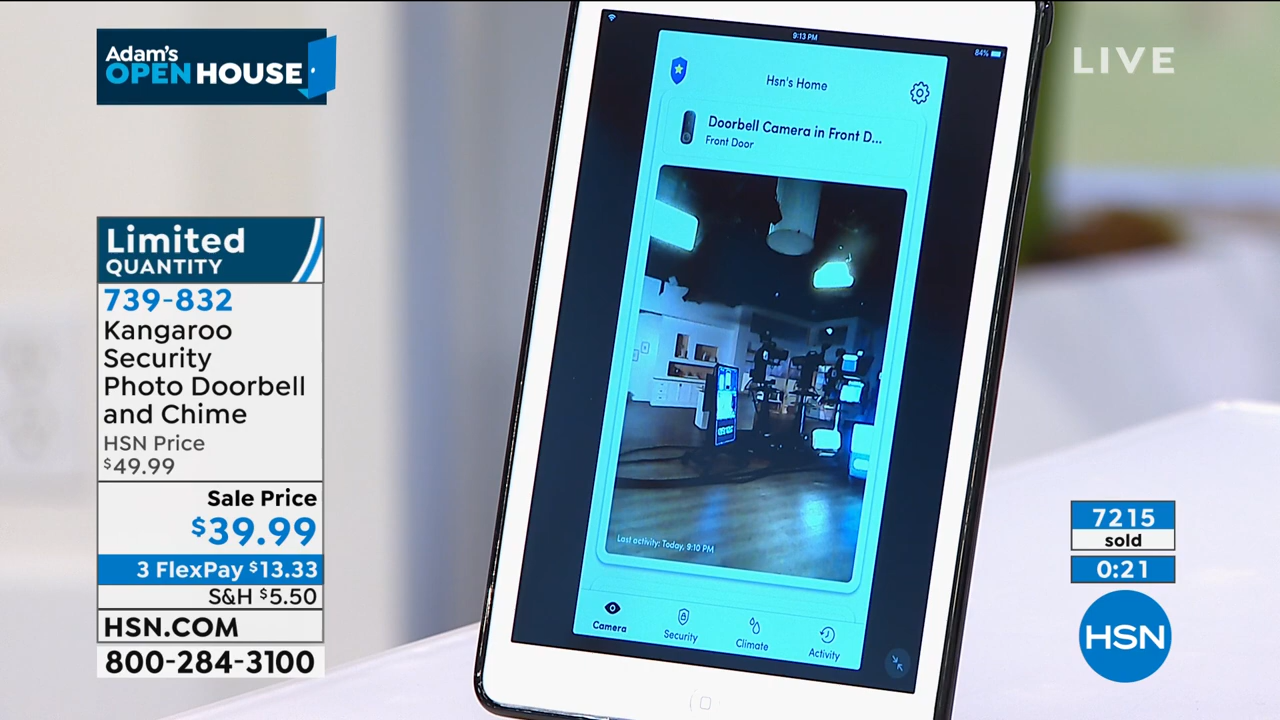 Adam's
OPEN HOUSE
LIVE
Limited
QUANTITY
739-832
Kangaroo
Security
Photo Doorbell
and Chime
HSN Price
$49.99
Sale Price
$39.99
3 FlexPay $13.33
S&H $5.50
HSN.COM
800-284-3100
9:13 PM
84%
Hsn's Home
Doorbell Camera in Front D...
Front Door
Last activity: Today, 9:10 PM
Camera
Security
Climate
Activity
7215
sold
0:21
HSN